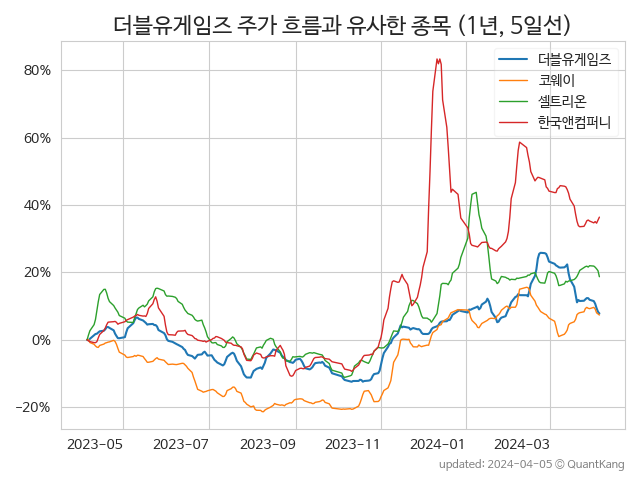 더블유게임즈 주가 흐름과 유사한 종목 (1년, 5일선)
더블유게임즈
코웨이
셀트리온
한국앤컴퍼니
80%
60%
40%
20%
0%
−20%
2023-05 2023-07 2023-09 2023-11 2024-01 2024-03
updated: 2024-04-05 © QuantKang